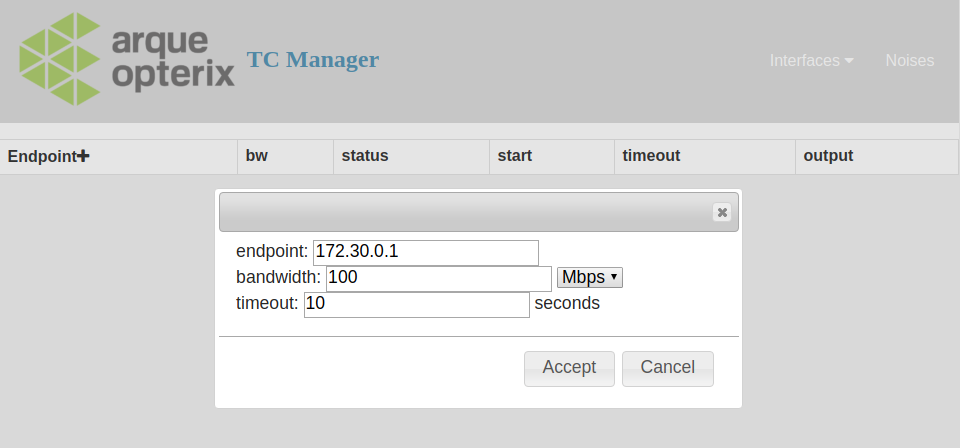 arque
opterix
TC Manager
Interfaces
Noises
Endpoint+
bw
status
start
timeout
output
endpoint: 172.30.0.1
bandwidth: 100 Mbps
timeout: 10 seconds
Accept
Cancel